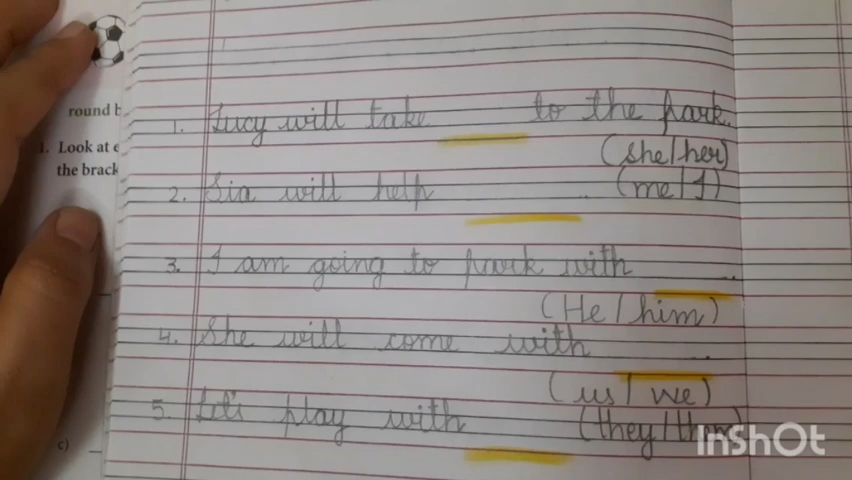 round b
1. Look at e
the brack
c)
1. Lucy will take to the park.
(she/her)
2. Sia will help . (me/I)
3. I am going to park with .
(He/him)
4. She will come with .
(us/we)
5. Let's play with (they/them)
InShOt